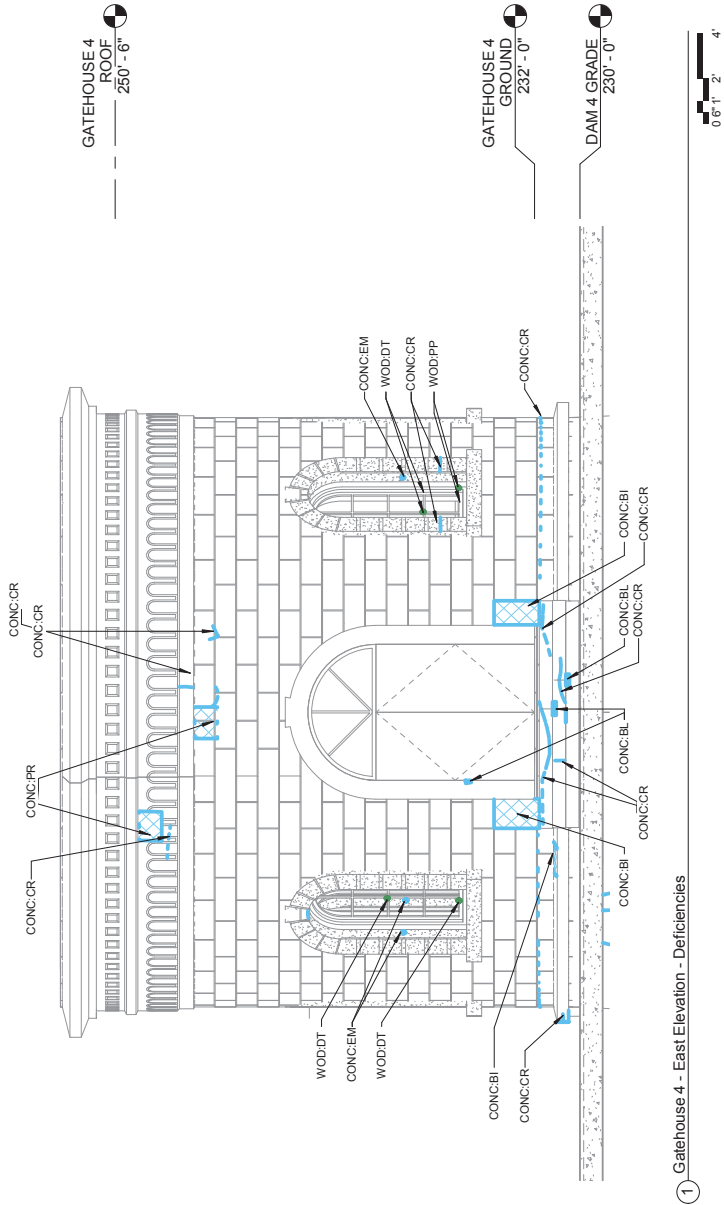 GATEHOUSE 4
ROOF
250' - 6"
GATEHOUSE 4
GROUND
232' - 0"
DAM 4 GRADE
230' - 0"
CONC:CR
CONC:PR
CONC:CR
CONC:CR
CONC:EM
WOD:DT
CONC:CR
WOD:PP
CONC:CR
WOD:DT
CONC:EM
WOD:DT
CONC:BI
CONC:CR
CONC:BI
CONC:CR
CONC:BL
CONC:BL
CONC:CR
CONC:BI
CONC:CR
1 Gatehouse 4 - East Elevation - Deficiencies
0 6" 1' 2' 4'